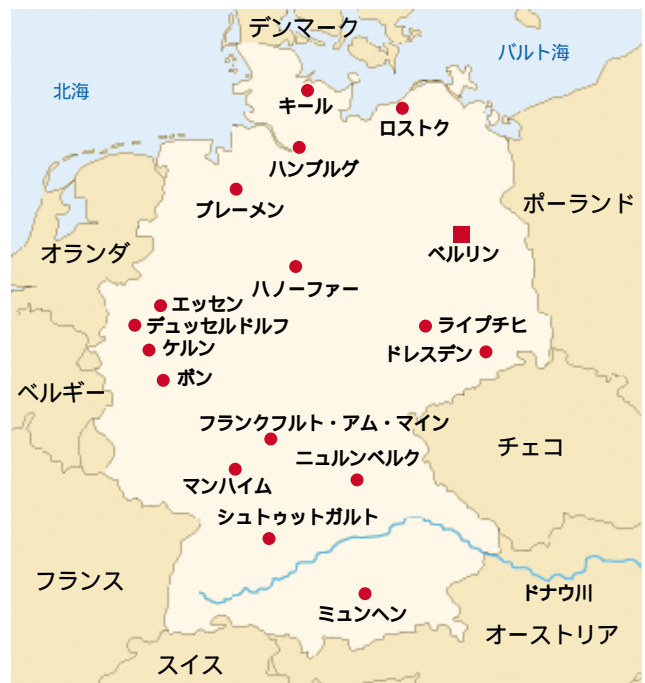 デンマーク
バルト海
北海
キール
ロストク
ハンブルグ
ブレーメン
ポーランド
オランダ
ベルリン
ハノーファー
エッセン
デュッセルドルフ
ライプチヒ
ケルン
ドレスデン
ボン
ベルギー
フランクフルト・アム・マイン
チェコ
ニュルンベルク
マンハイム
シュトゥットガルト
フランス
ドナウ川
ミュンヘン
オーストリア
スイス